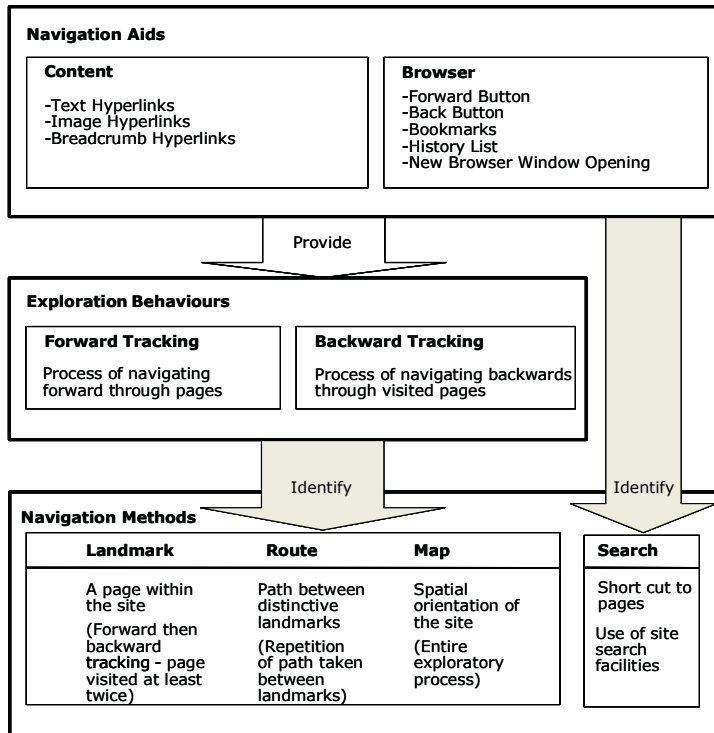 Navigation Aids
Content
-Text Hyperlinks
-Image Hyperlinks
-Breadcrumb Hyperlinks
Browser
-Forward Button
-Back Button
-Bookmarks
-History List
-New Browser Window Opening
Provide
Exploration Behaviours
Forward Tracking
Process of navigating
forward through pages
Backward Tracking
Process of navigating backwards
through visited pages
Identify
Identify
Navigation Methods
Landmark
A page within
the site
(Forward then
backward
tracking - page
visited at least
twice)
Route
Path between
distinctive
landmarks
(Repetition
of path taken
between
landmarks)
Map
Spatial
orientation of
the site
(Entire
exploratory
process)
Search
Short cut to
pages
Use of site
search
facilities